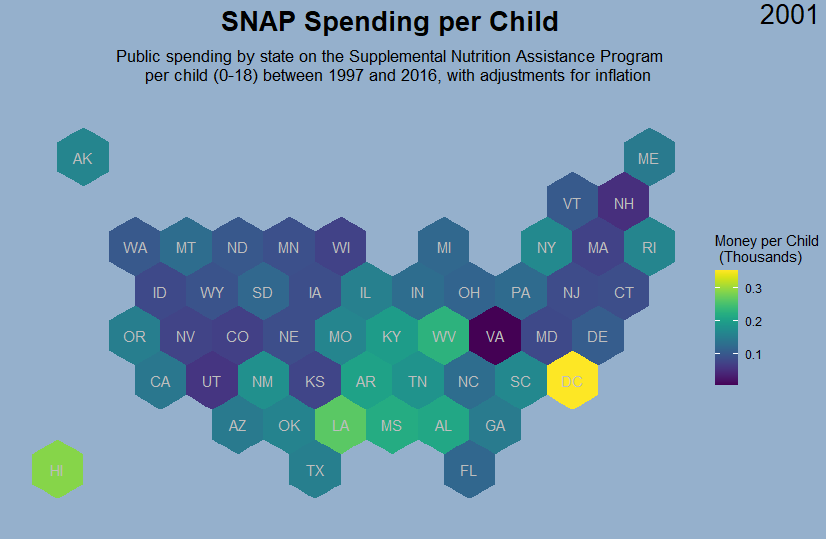 SNAP Spending per Child
2001
Public spending by state on the Supplemental Nutrition Assistance Program
per child (0-18) between 1997 and 2016, with adjustments for inflation
AK
ME
VT
NH
WA
MT
ND
MN
WI
MI
NY
MA
RI
ID
WY
SD
IA
IL
IN
OH
PA
NJ
CT
OR
NV
CO
NE
MO
KY
WV
VA
MD
DE
CA
UT
NM
KS
AR
TN
NC
SC
DC
AZ
OK
LA
MS
AL
GA
HI
TX
FL
Money per Child
(Thousands)
0.3
0.2
0.1